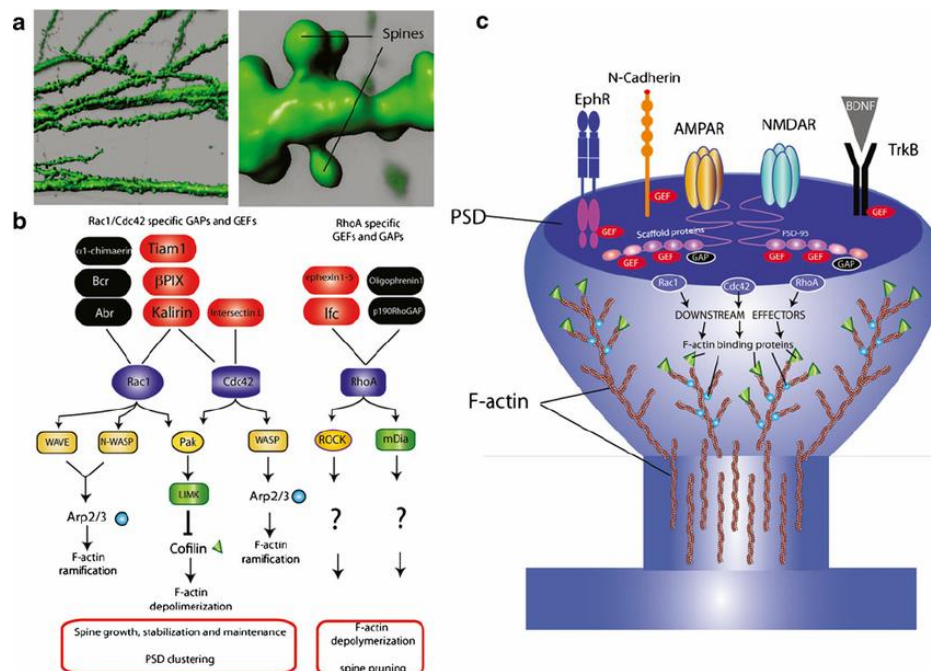 a
Spines
b
Rac1/Cdc42 specific GAPs and GEFs
α1-chimaerin
Tiam1
Bcr
βPIX
Abr
Kalirin
Intersectin L
RhoA specific
GEFs and GAPs
ephexin1-5
Oligophrenin1
lfc
p190RhoGAP
Rac1
Cdc42
RhoA
WAVE
N-WASP
Pak
WASP
ROCK
mDia
LIMK
Arp2/3
Arp2/3
?
?
Cofilin
F-actin
ramification
F-actin
ramification
F-actin
depolimerization
Spine growth, stabilization and maintenance
PSD clustering
F-actin
depolymerization
spine pruning
c
N-Cadherin
EphR
AMPAR
NMDAR
BDNF
TrkB
PSD
GEF
GEF
GEF
Scaffold proteins
PSD-95
GEF
GEF
GAP
GEF
GEF
GAP
Rac1
Cdc42
RhoA
DOWNSTREAM EFFECTORS
F-actin binding proteins
F-actin